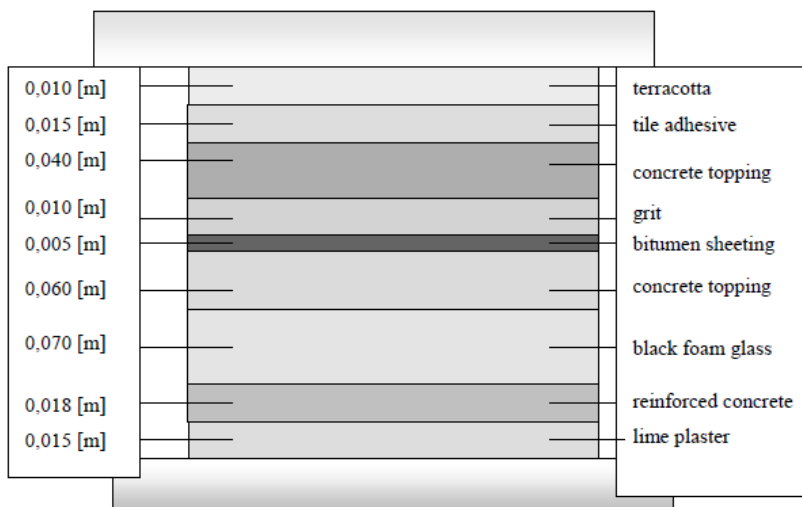 0,010 [m] terracotta
0,015 [m] tile adhesive
0,040 [m] concrete topping
0,010 [m] grit
0,005 [m] bitumen sheeting
0,060 [m] concrete topping
0,070 [m] black foam glass
0,018 [m] reinforced concrete
0,015 [m] lime plaster